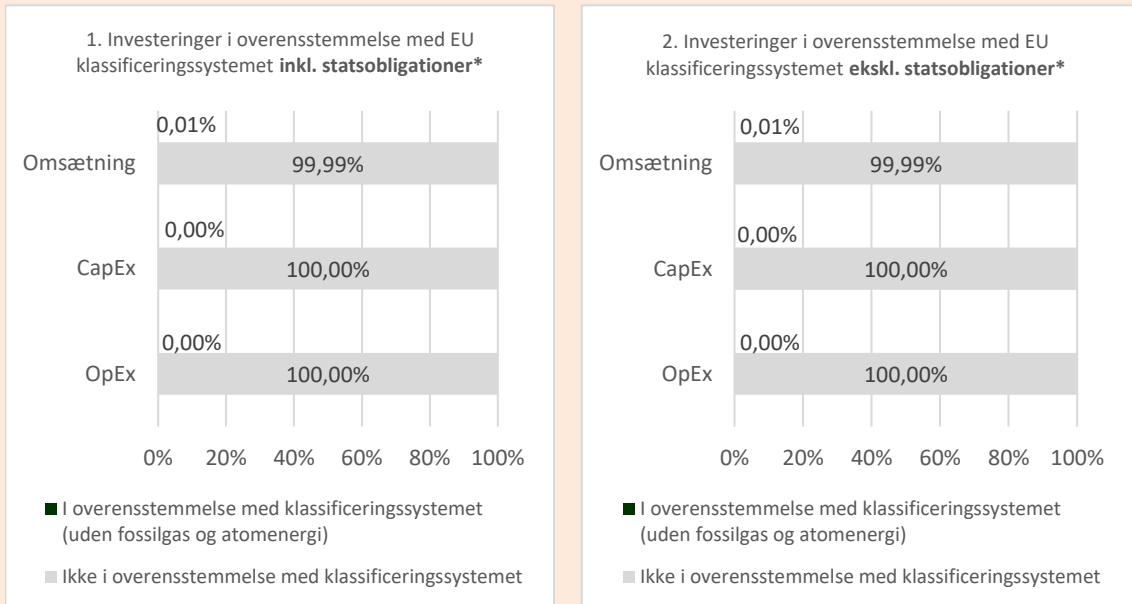 1. Investeringer i overensstemmelse med EU
klassificeringssystemet inkl. statsobligationer*
0,01%
Omsætning 99,99%
0,00%
CapEx 100,00%
0,00%
OpEx 100,00%
0% 20% 40% 60% 80% 100%
I overensstemmelse med klassificeringssystemet
(uden fossilgas og atomenergi)
Ikke i overensstemmelse med klassificeringssystemet
2. Investeringer i overensstemmelse med EU
klassificeringssystemet ekskl. statsobligationer*
0,01%
Omsætning 99,99%
0,00%
CapEx 100,00%
0,00%
OpEx 100,00%
0% 20% 40% 60% 80% 100%
I overensstemmelse med klassificeringssystemet
(uden fossilgas og atomenergi)
Ikke i overensstemmelse med klassificeringssystemet